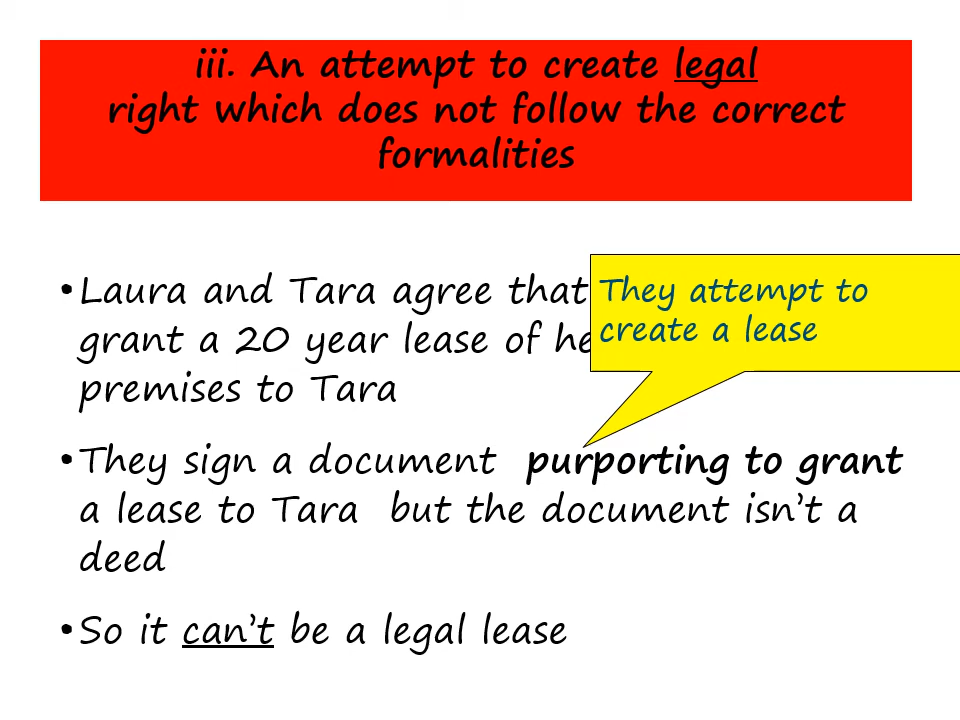 iii. An attempt to create legal
right which does not follow the correct
formalities
•Laura and Tara agree that
grant a 20 year lease of
premises to Tara
They attempt to
create a lease
•They sign a document purporting to grant
a lease to Tara but the document isn't a
deed
•So it can't be a legal lease